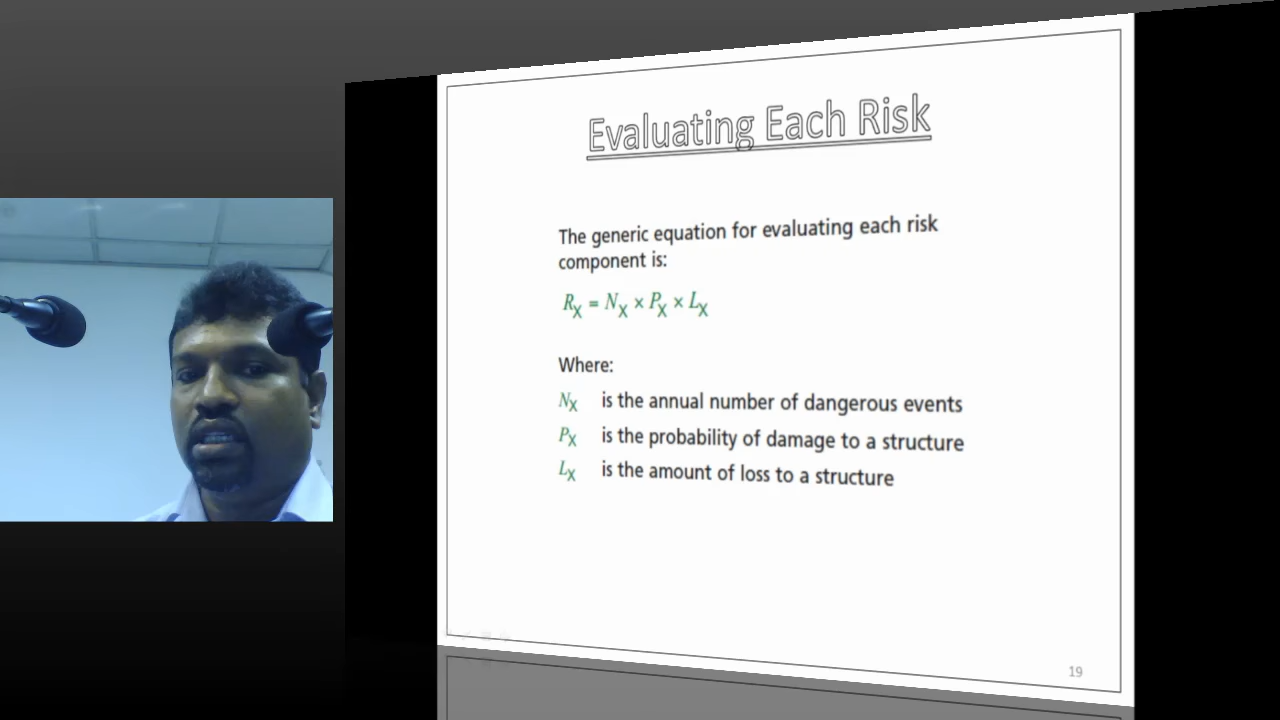 Evaluating Each Risk
The generic equation for evaluating each risk
component is:
Rx = Nx × Px × Lx
Where:
Nx is the annual number of dangerous events
Px is the probability of damage to a structure
Lx is the amount of loss to a structure
19